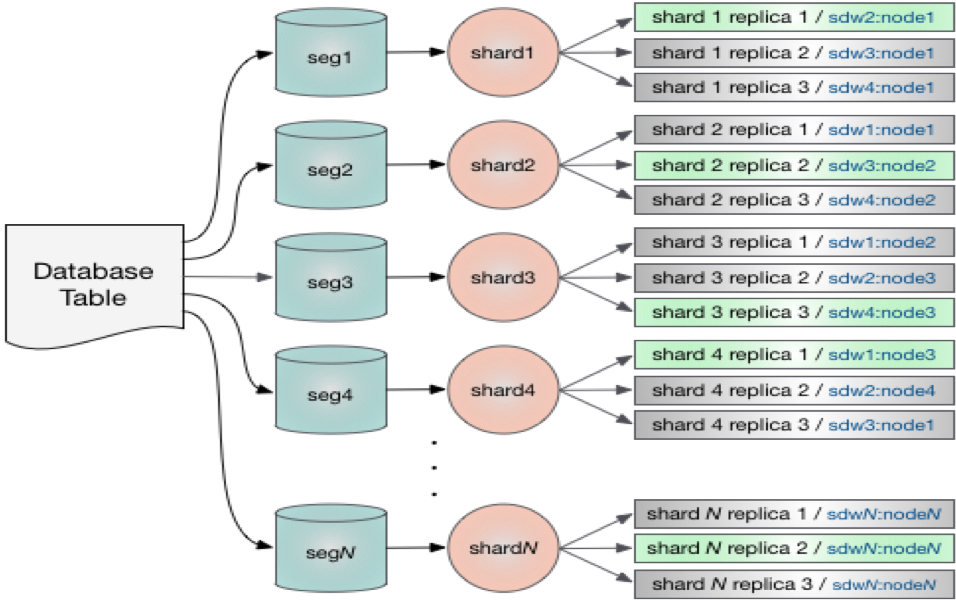 Database
Table
seg1
shard1
shard 1 replica 1 / sdw2:node1
shard 1 replica 2 / sdw3:node1
shard 1 replica 3 / sdw4:node1
seg2
shard2
shard 2 replica 1 / sdw1:node1
shard 2 replica 2 / sdw3:node2
shard 2 replica 3 / sdw4:node2
seg3
shard3
shard 3 replica 1 / sdw1:node2
shard 3 replica 2 / sdw2:node3
shard 3 replica 3 / sdw4:node3
seg4
shard4
shard 4 replica 1 / sdw1:node3
shard 4 replica 2 / sdw2:node4
shard 4 replica 3 / sdw3:node1
segN
shardN
shard N replica 1 / sdwN:nodeN
shard N replica 2 / sdwN:nodeN
shard N replica 3 / sdwN:nodeN